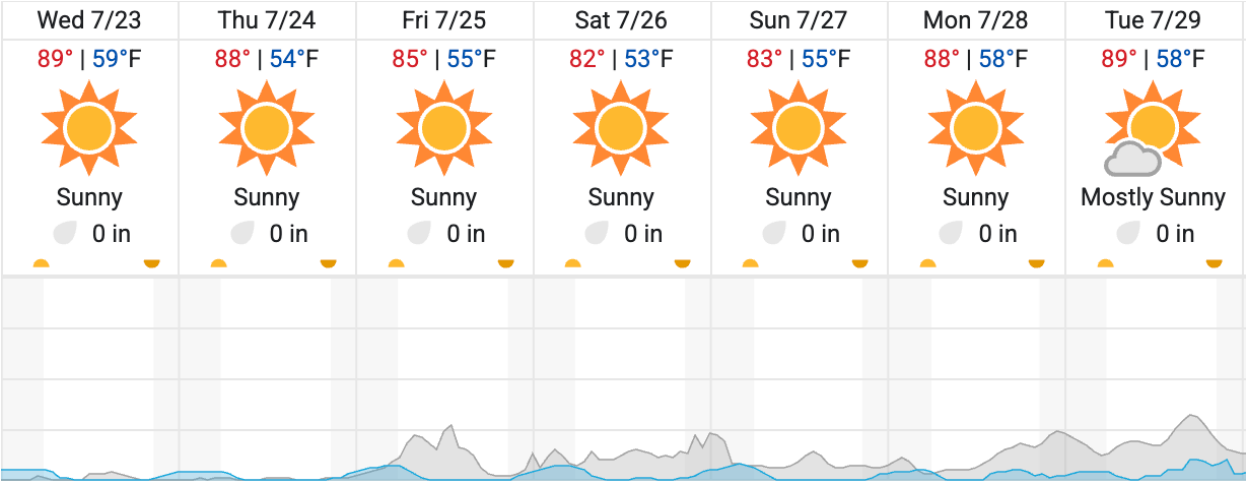 Wed 7/23 Thu 7/24 Fri 7/25 Sat 7/26 Sun 7/27 Mon 7/28 Tue 7/29
89° | 59°F 88° | 54°F 85° | 55°F 82° | 53°F 83° | 55°F 88° | 58°F 89° | 58°F
Sunny Sunny Sunny Sunny Sunny Sunny Mostly Sunny
0 in 0 in 0 in 0 in 0 in 0 in 0 in